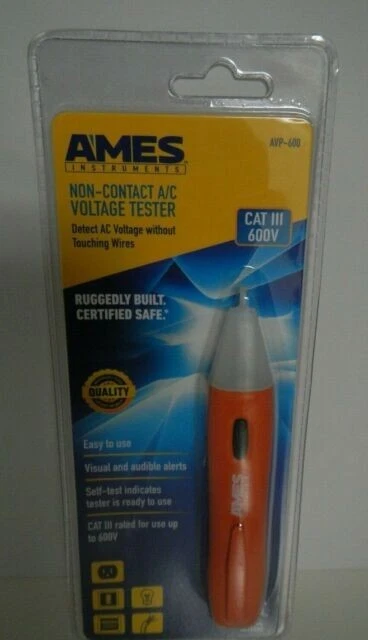 AMES
INSTRUMENTS
AVP-600
NON-CONTACT A/C
VOLTAGE TESTER
Detect AC Voltage without
Touching Wires
CAT III
600V
RUGGEDLY BUILT.
CERTIFIED SAFE.*
QUALITY
Easy to use
Visual and audible alerts
Self-test indicates
tester is ready to use
CAT III rated for use up
to 600V
AMES